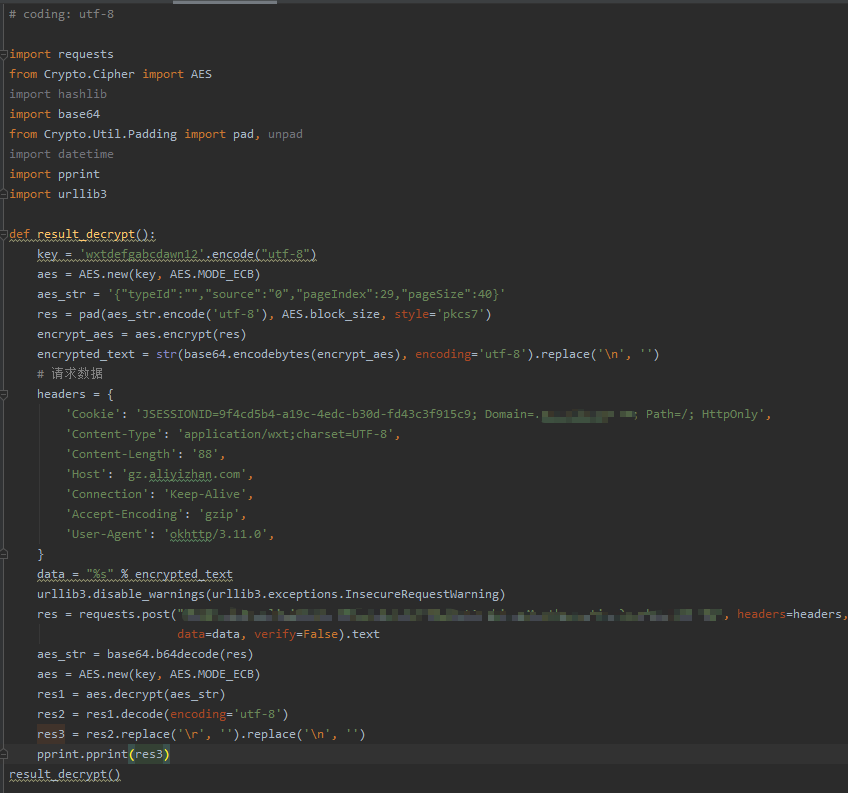 # coding: utf-8
import requests
from Crypto.Cipher import AES
import hashlib
import base64
from Crypto.Util.Padding import pad, unpad
import datetime
import pprint
import urllib3
def result_decrypt():
key = 'wxtdefgabcdawn12'.encode("utf-8")
aes = AES.new(key, AES.MODE_ECB)
aes_str = '{"typeId":"","source":"0","pageIndex":29,"pageSize":40}'
res = pad(aes_str.encode('utf-8'), AES.block_size, style='pkcs7')
encrypt_aes = aes.encrypt(res)
encrypted_text = str(base64.encodebytes(encrypt_aes), encoding='utf-8').replace('\n', '')
# 请求数据
headers = {
'Cookie': 'JSESSIONID=9f4cd5b4-a19c-4edc-b30d-fd43c3f915c9; Domain=. ; Path=/; HttpOnly',
'Content-Type': 'application/wxt;charset=UTF-8',
'Content-Length': '88',
'Host': 'gz.aliyizhan.com',
'Connection': 'Keep-Alive',
'Accept-Encoding': 'gzip',
'User-Agent': 'okhttp/3.11.0',
}
data = "%s" % encrypted_text
urllib3.disable_warnings(urllib3.exceptions.InsecureRequestWarning)
res = requests.post(" , headers=headers,
data=data, verify=False).text
aes_str = base64.b64decode(res)
aes = AES.new(key, AES.MODE_ECB)
res1 = aes.decrypt(aes_str)
res2 = res1.decode(encoding='utf-8')
res3 = res2.replace('\r', '').replace('\n', '')
pprint.pprint(res3)
result_decrypt()